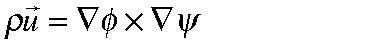 ρu⃗ = ∇ϕ × ∇ψ